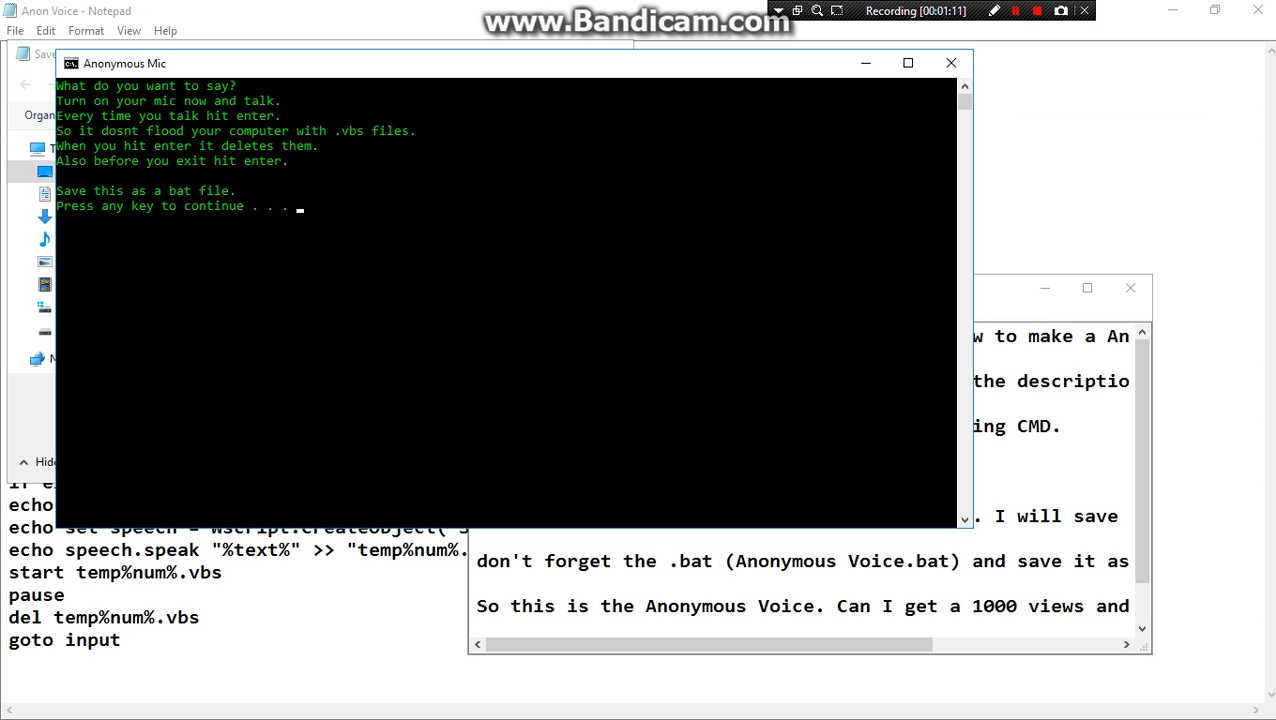 Anon Voice - Notepad
www.Bandicam.com
Recording [00:01:11]
File Edit Format View Help
Save
Anonymous Mic
What do you want to say?
Turn on your mic now and talk.
Every time you talk hit enter.
So it dosnt flood your computer with .vbs files.
When you hit enter it deletes them.
Also before you exit hit enter.
Save this as a bat file.
Press any key to continue . . .
Organ
T
N
Hide
w to make a An
the descriptio
ing CMD.
. I will save
don't forget the .bat (Anonymous Voice.bat) and save it as
So this is the Anonymous Voice. Can I get a 1000 views and
echo
echo speech.speak "%text%" >> "temp%num%.
start temp%num%.vbs
pause
del temp%num%.vbs
goto input